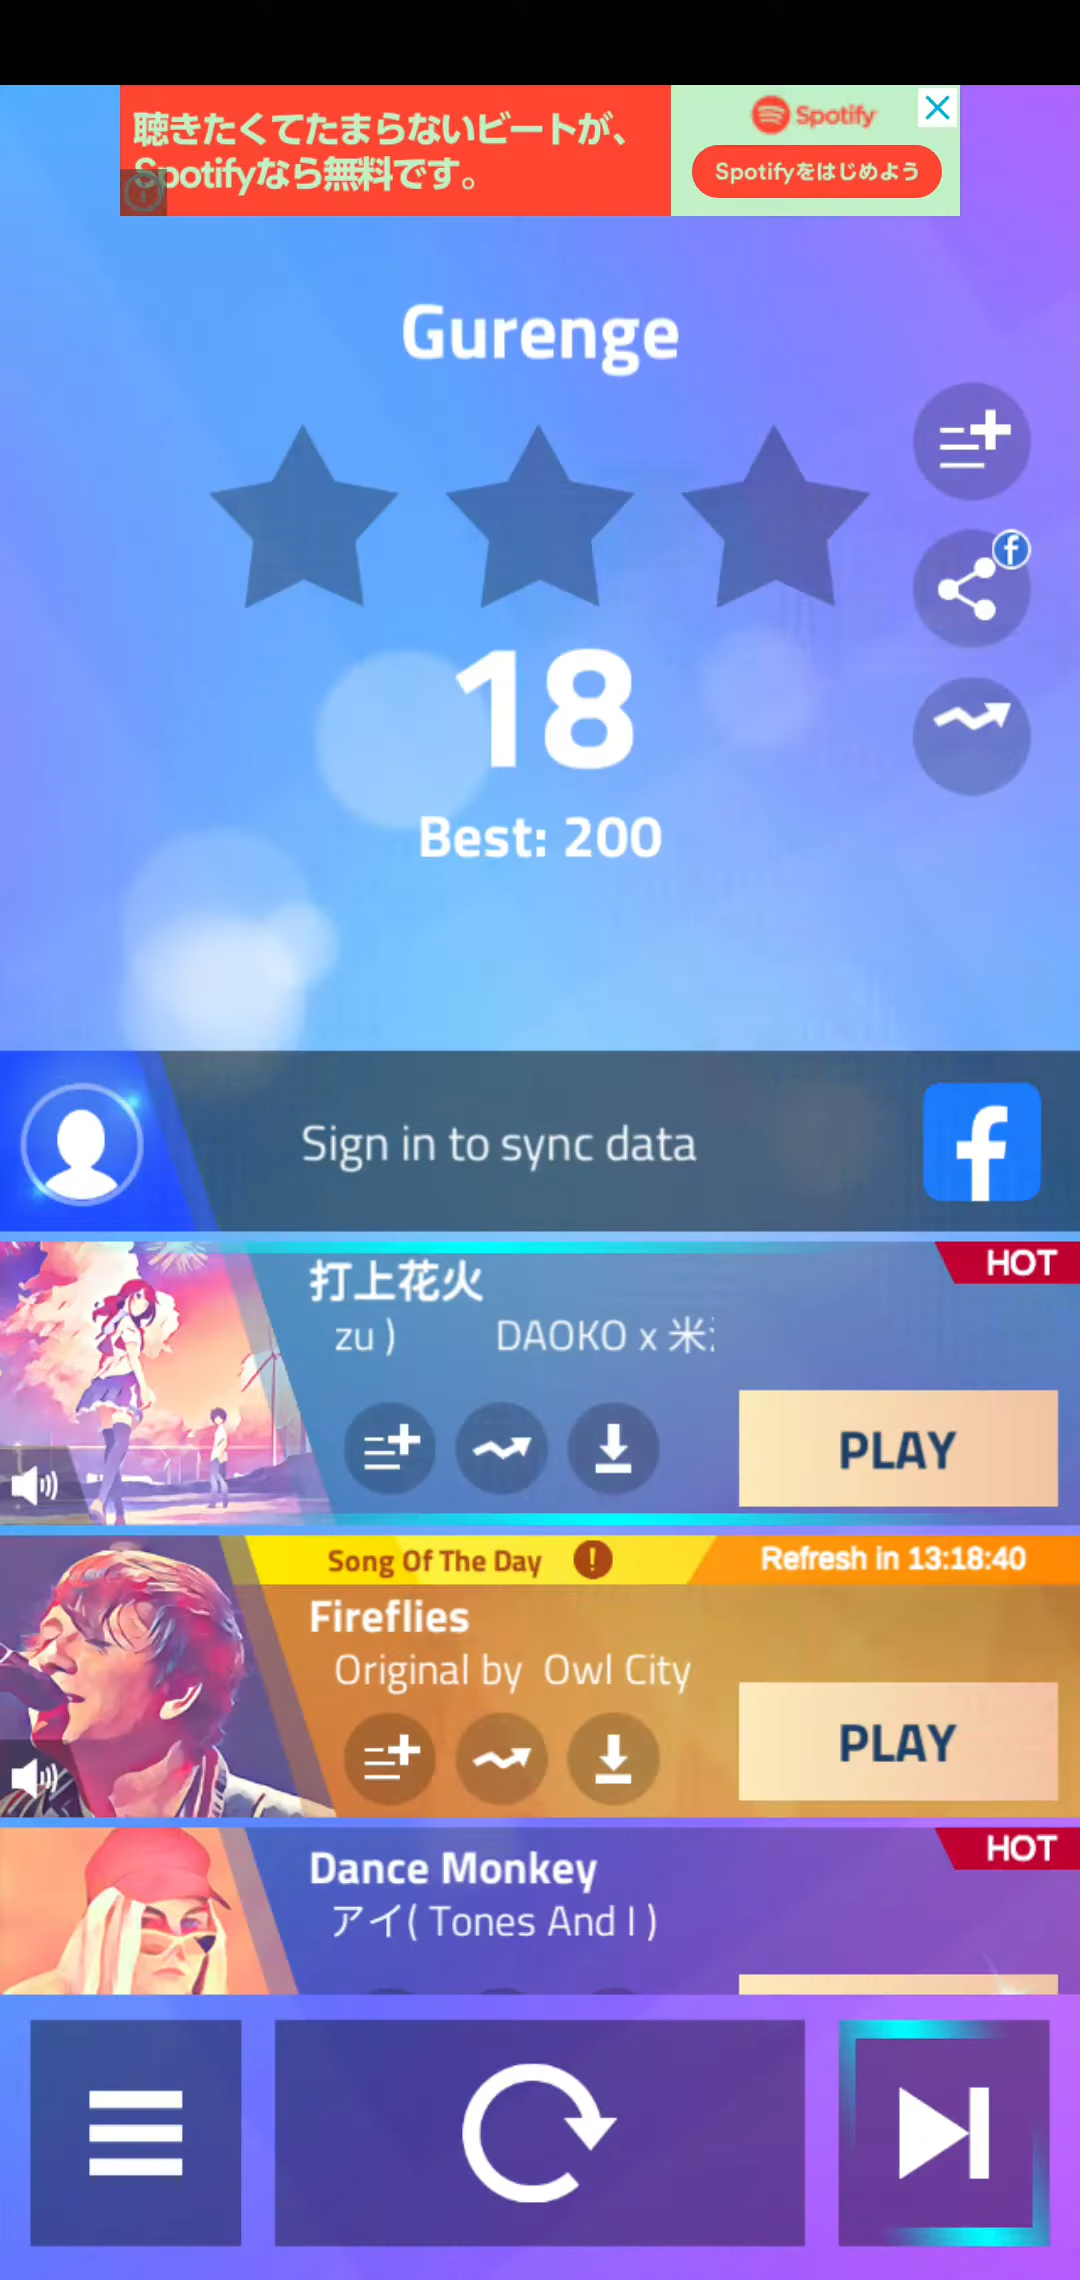 聴きたくてたまらないビートが、
Spotifyなら無料です。
Spotify
Spotifyをはじめよう
Gurenge
18
Best: 200
Sign in to sync data
HOT
打上花火
zu ) DAOKO x 米
PLAY
Song Of The Day
Refresh in 13:18:40
Fireflies
Original by Owl City
PLAY
HOT
Dance Monkey
アイ( Tones And I )